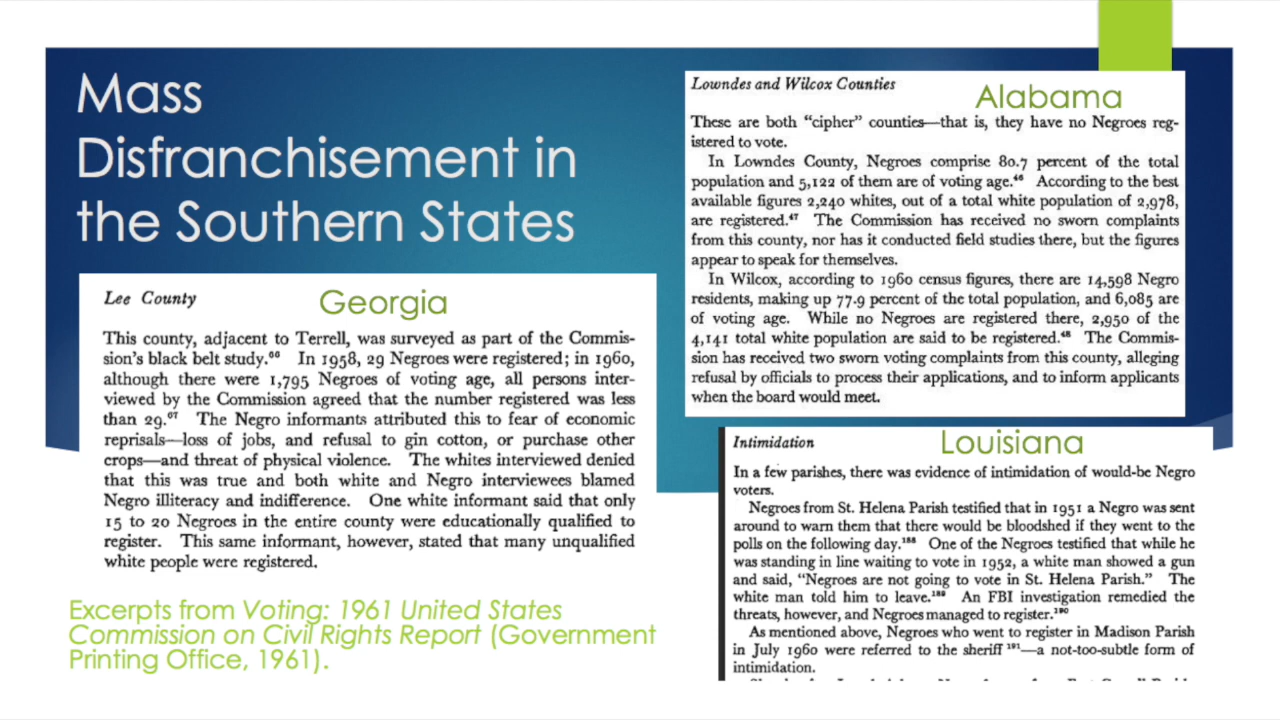 Mass
Disfranchisement in
the Southern States
Lee County
Georgia
This county, adjacent to Terrell, was surveyed as part of the Commis-
sion's black belt study.⁶⁶ In 1958, 29 Negroes were registered; in 1960,
although there were 1,795 Negroes of voting age, all persons inter-
viewed by the Commission agreed that the number registered was less
than 29.⁶⁷ The Negro informants attributed this to fear of economic
reprisals—loss of jobs, and refusal to gin cotton, or purchase other
crops—and threat of physical violence. The whites interviewed denied
that this was true and both white and Negro interviewees blamed
Negro illiteracy and indifference. One white informant said that only
15 to 20 Negroes in the entire county were educationally qualified to
register. This same informant, however, stated that many unqualified
white people were registered.
Excerpts from Voting: 1961 United States
Commission on Civil Rights Report (Government
Printing Office, 1961).
Lowndes and Wilcox Counties
Alabama
These are both "cipher" counties—that is, they have no Negroes reg-
istered to vote.
In Lowndes County, Negroes comprise 80.7 percent of the total
population and 5,122 of them are of voting age.⁴⁶ According to the best
available figures 2,240 whites, out of a total white population of 2,978,
are registered.⁴⁷ The Commission has received no sworn complaints
from this county, nor has it conducted field studies there, but the figures
appear to speak for themselves.
In Wilcox, according to 1960 census figures, there are 14,598 Negro
residents, making up 77.9 percent of the total population, and 6,085 are
of voting age. While no Negroes are registered there, 2,950 of the
4,141 total white population are said to be registered.⁴⁸ The Commis-
sion has received two sworn voting complaints from this county, alleging
refusal by officials to process their applications, and to inform applicants
when the board would meet.
Intimidation
Louisiana
In a few parishes, there was evidence of intimidation of would-be Negro
voters.
Negroes from St. Helena Parish testified that in 1951 a Negro was sent
around to warn them that there would be bloodshed if they went to the
polls on the following day.¹⁸⁸ One of the Negroes testified that while he
was standing in line waiting to vote in 1952, a white man showed a gun
and said, "Negroes are not going to vote in St. Helena Parish." The
white man told him to leave.¹⁸⁹ An FBI investigation remedied the
threats, however, and Negroes managed to register.¹⁹⁰
As mentioned above, Negroes who went to register in Madison Parish
in July 1960 were referred to the sheriff ¹⁹¹—a not-too-subtle form of
intimidation.